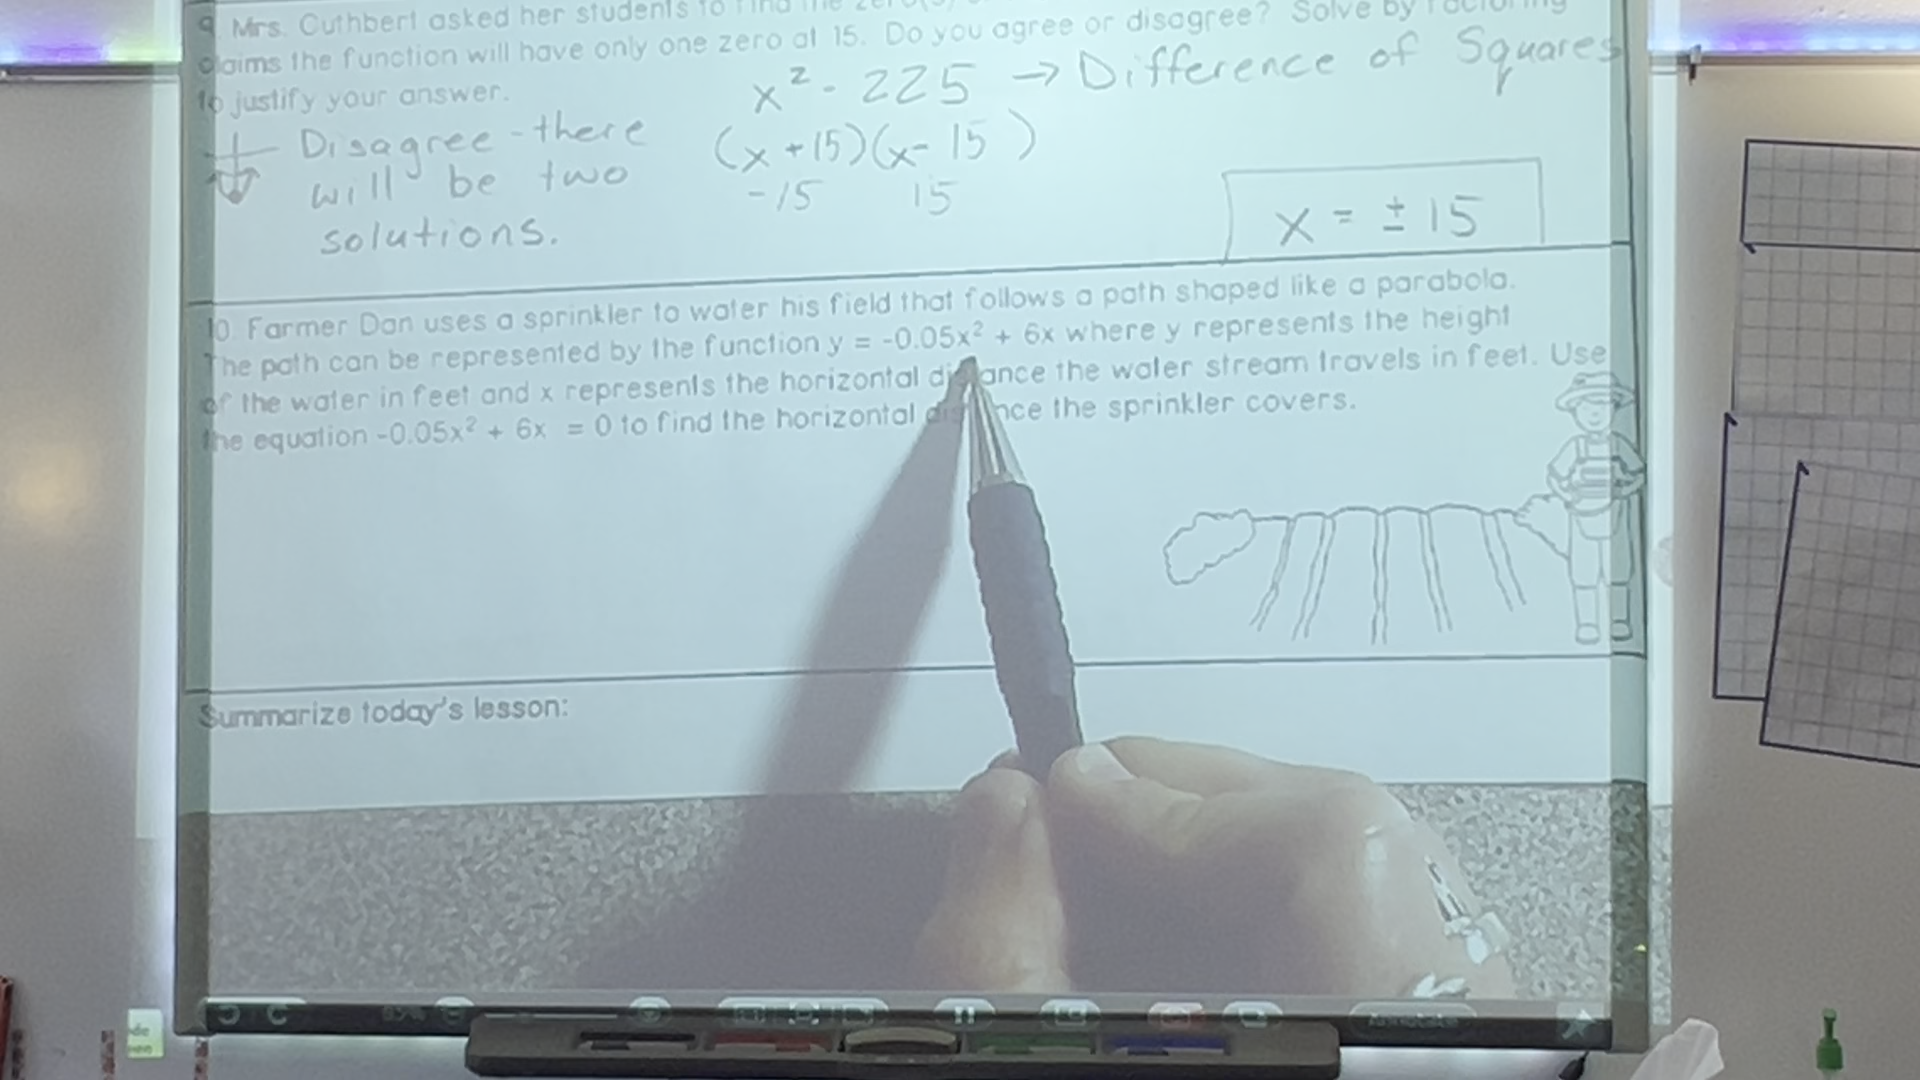 9. Mrs. Cuthbert asked her students to find the
claims the function will have only one zero at 15. Do you agree or disagree? Solve by factoring
to justify your answer.
x² - 225 → Difference of Squares
Disagree - there
will be two
solutions.
(x + 15)(x - 15)
-15 15
x = ± 15
10. Farmer Dan uses a sprinkler to water his field that follows a path shaped like a parabola.
The path can be represented by the function y = -0.05x² + 6x where y represents the height
of the water in feet and x represents the horizontal distance the water stream travels in feet. Use
the equation -0.05x² + 6x = 0 to find the horizontal distance the sprinkler covers.
Summarize today's lesson: